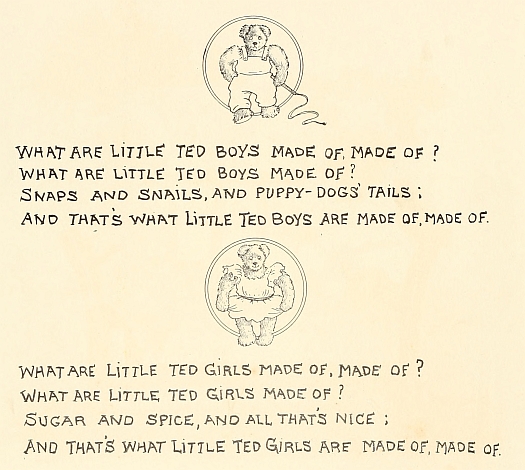 WHAT ARE LITTLE TED BOYS MADE OF, MADE OF ?
WHAT ARE LITTLE TED BOYS MADE OF ?
SNAPS AND SNAILS, AND PUPPY-DOGS' TAILS ;
AND THAT'S WHAT LITTLE TED BOYS ARE MADE OF, MADE OF.
WHAT ARE LITTLE TED GIRLS MADE OF, MADE OF ?
WHAT ARE LITTLE TED GIRLS MADE OF ?
SUGAR AND SPICE, AND ALL THAT'S NICE ;
AND THAT'S WHAT LITTLE TED GIRLS ARE MADE OF, MADE OF.